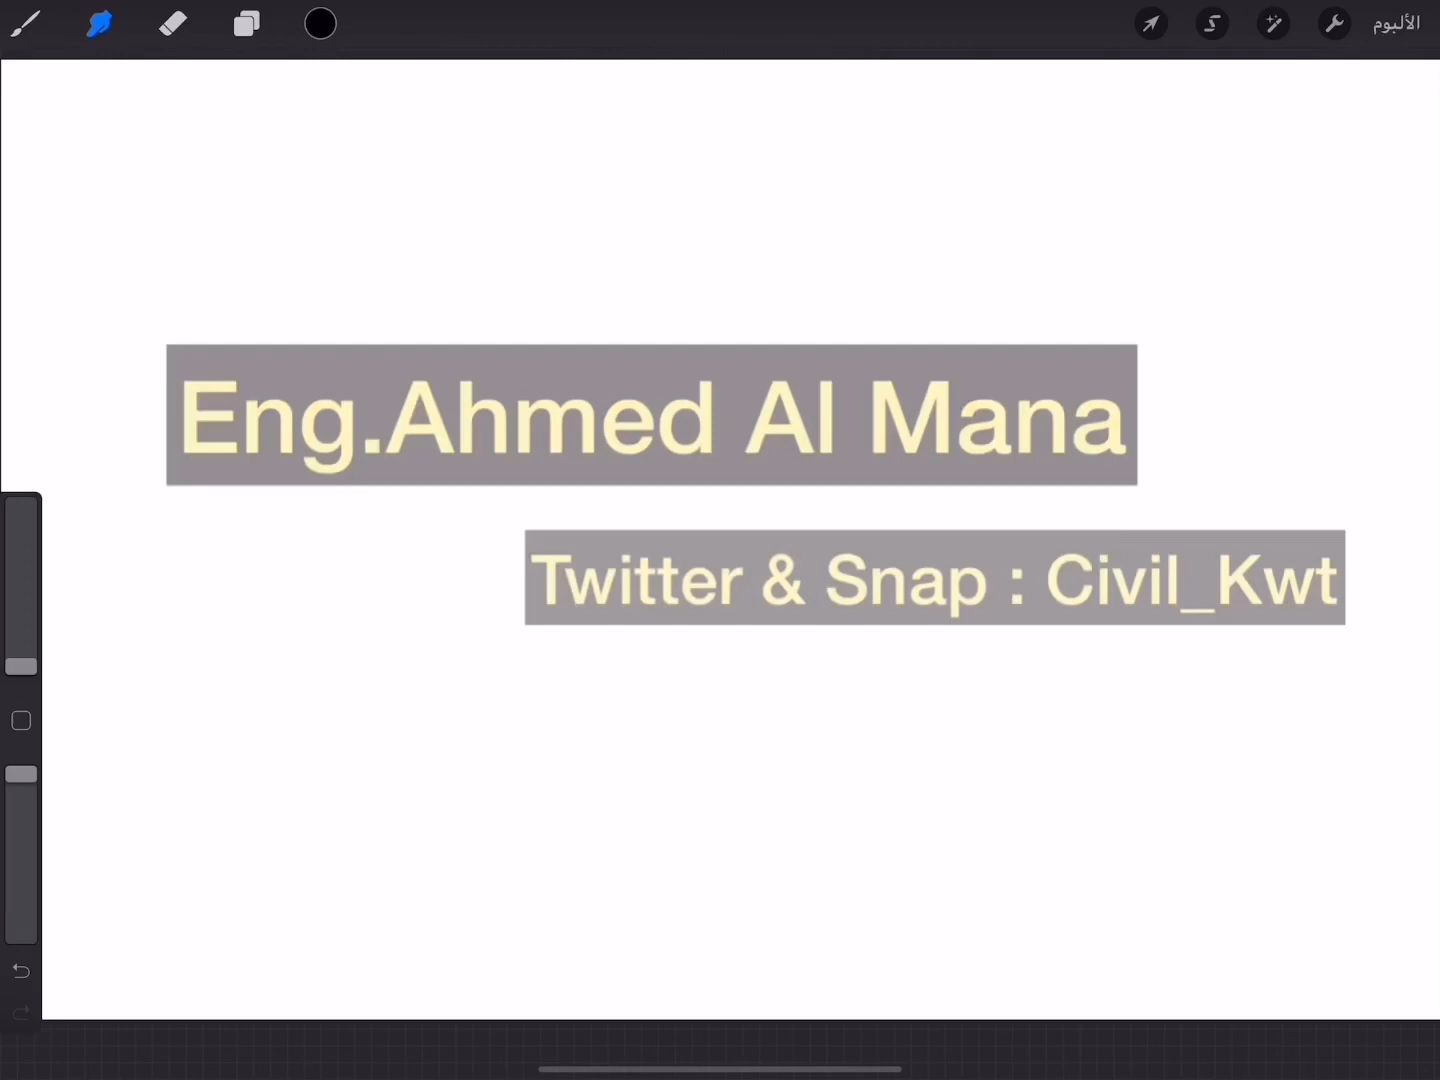 الألبوم
Eng.Ahmed Al Mana
Twitter & Snap : Civil_Kwt